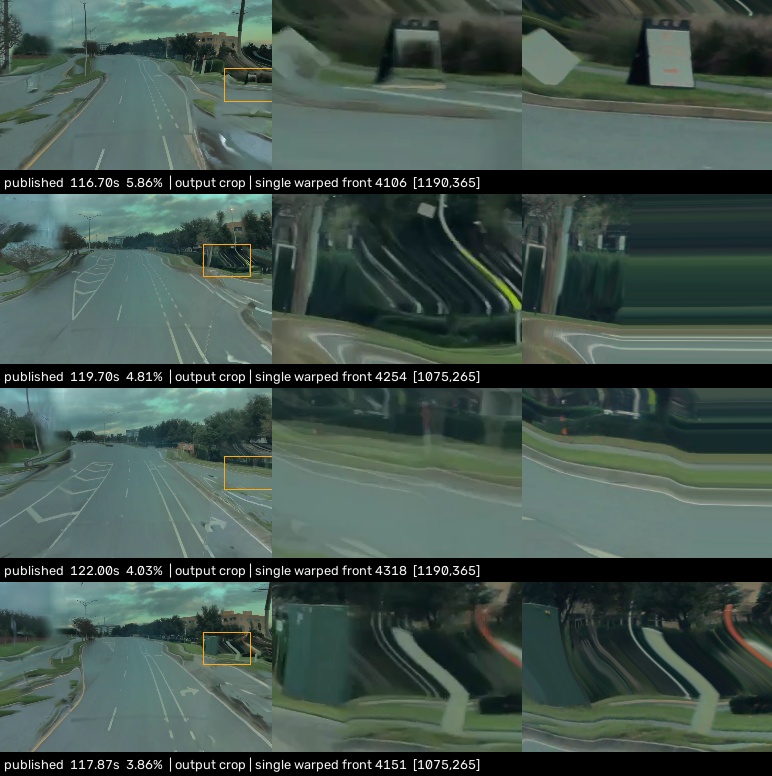 published 116.70s 5.86% | output crop | single warped front 4106 [1190,365]
published 119.70s 4.81% | output crop | single warped front 4254 [1075,265]
published 122.00s 4.03% | output crop | single warped front 4318 [1190,365]
published 117.87s 3.86% | output crop | single warped front 4151 [1075,265]